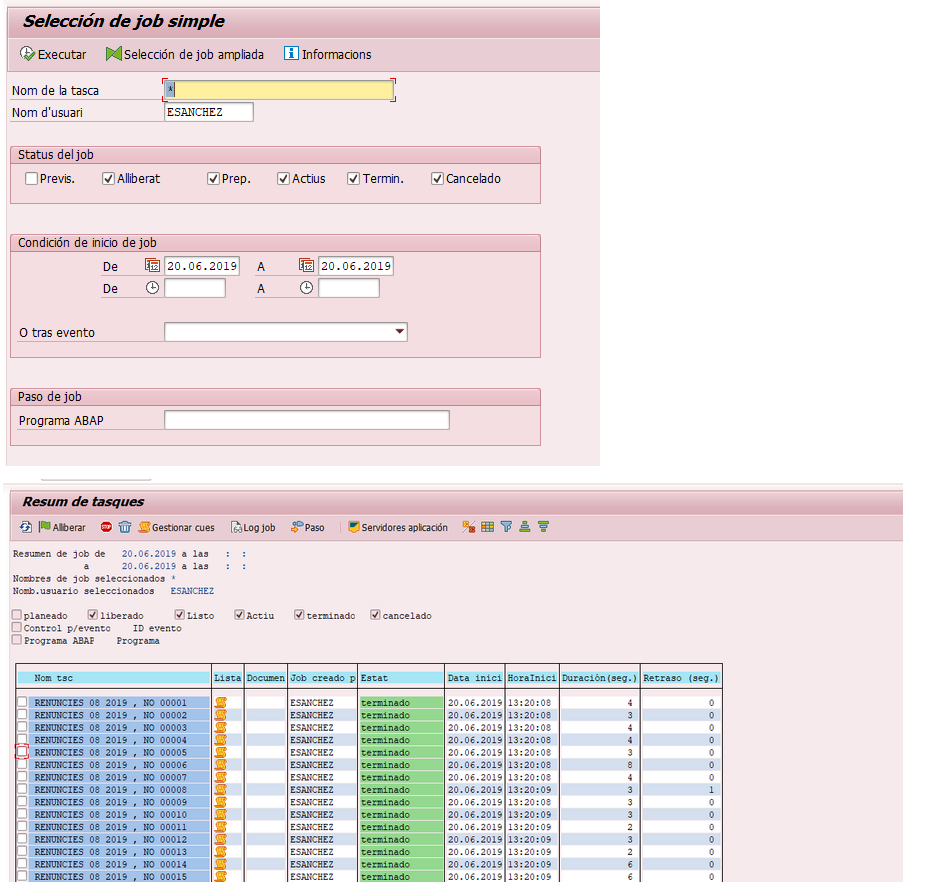 Selección de job simple
Executar Selección de job ampliada Informacions
Nom de la tasca *
Nom d'usuari ESANCHEZ
Status del job
Previs. Alliberat Prep. Actius Termin. Cancelado
Condición de inicio de job
De 20.06.2019 A 20.06.2019
De A
O tras evento
Paso de job
Programa ABAP
Resum de tasques
Alliberar STOP Gestionar cues Log job Paso Servidores aplicación
Resumen de job de 20.06.2019 a las : :
a 20.06.2019 a las : :
Nombres de job seleccionados *
Nomb.usuario seleccionados ESANCHEZ
planeado liberado Listo Actiu terminado cancelado
Control p/evento ID evento
Programa ABAP Programa
Nom tsc Lista Documen Job creado p Estat Data inici HoraInici Duración(seg.) Retraso (seg.)
RENUNCIES 08 2019 , NO 00001 ESANCHEZ terminado 20.06.2019 13:20:08 4 0
RENUNCIES 08 2019 , NO 00002 ESANCHEZ terminado 20.06.2019 13:20:08 3 0
RENUNCIES 08 2019 , NO 00003 ESANCHEZ terminado 20.06.2019 13:20:08 4 0
RENUNCIES 08 2019 , NO 00004 ESANCHEZ terminado 20.06.2019 13:20:08 4 0
RENUNCIES 08 2019 , NO 00005 ESANCHEZ terminado 20.06.2019 13:20:08 3 0
RENUNCIES 08 2019 , NO 00006 ESANCHEZ terminado 20.06.2019 13:20:08 8 0
RENUNCIES 08 2019 , NO 00007 ESANCHEZ terminado 20.06.2019 13:20:08 4 0
RENUNCIES 08 2019 , NO 00008 ESANCHEZ terminado 20.06.2019 13:20:09 3 1
RENUNCIES 08 2019 , NO 00009 ESANCHEZ terminado 20.06.2019 13:20:08 3 0
RENUNCIES 08 2019 , NO 00010 ESANCHEZ terminado 20.06.2019 13:20:09 3 0
RENUNCIES 08 2019 , NO 00011 ESANCHEZ terminado 20.06.2019 13:20:09 2 0
RENUNCIES 08 2019 , NO 00012 ESANCHEZ terminado 20.06.2019 13:20:09 3 0
RENUNCIES 08 2019 , NO 00013 ESANCHEZ terminado 20.06.2019 13:20:09 2 0
RENUNCIES 08 2019 , NO 00014 ESANCHEZ terminado 20.06.2019 13:20:09 6 0
RENUNCIES 08 2019 , NO 00015 ESANCHEZ terminado 20.06.2019 13:20:09 6 0